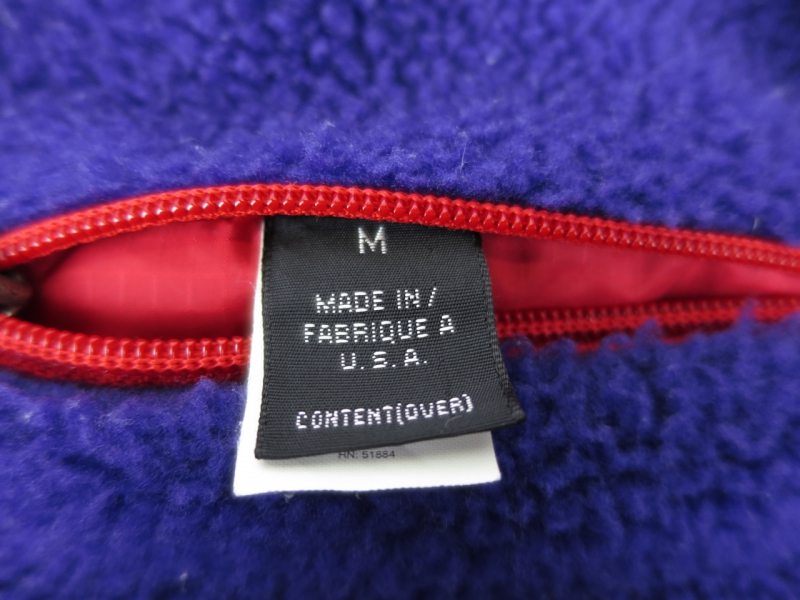 M
MADE IN /
FABRIQUE A
U.S.A.
CONTENT(OVER)
RN: 51884